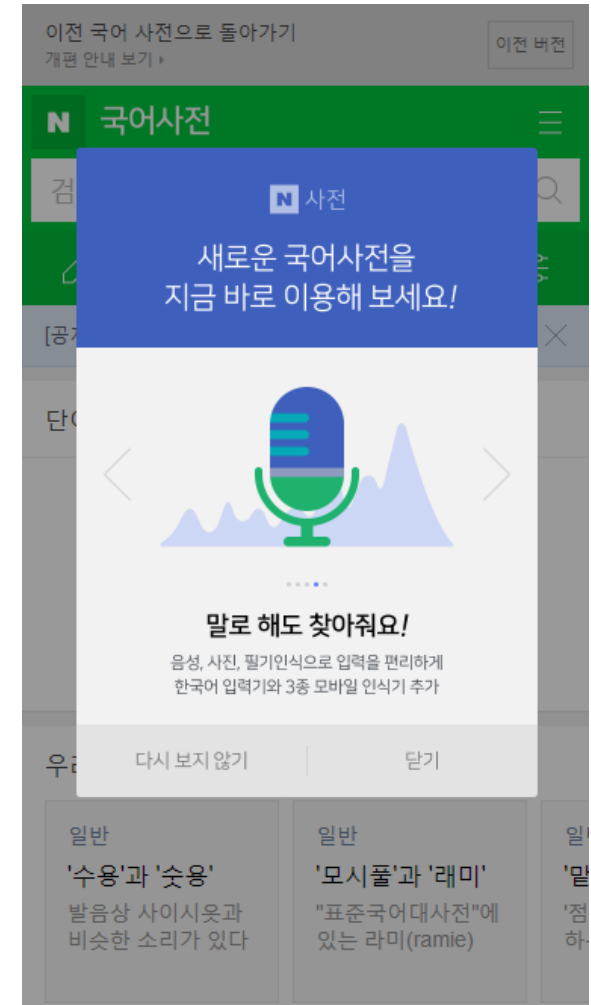 이전 국어 사전으로 돌아가기
개편 안내 보기
이전 버전
N 국어사전
검
N 사전
새로운 국어사전을
지금 바로 이용해 보세요!
말로 해도 찾아줘요!
음성, 사진, 필기인식으로 입력을 편리하게
한국어 입력기와 3종 모바일 인식기 추가
다시 보지 않기
닫기
일반
'수용'과 '숫용'
발음상 사이시옷과
비슷한 소리가 있다
일반
'모시풀'과 '래미'
"표준국어대사전"에
있는 라미(ramie)